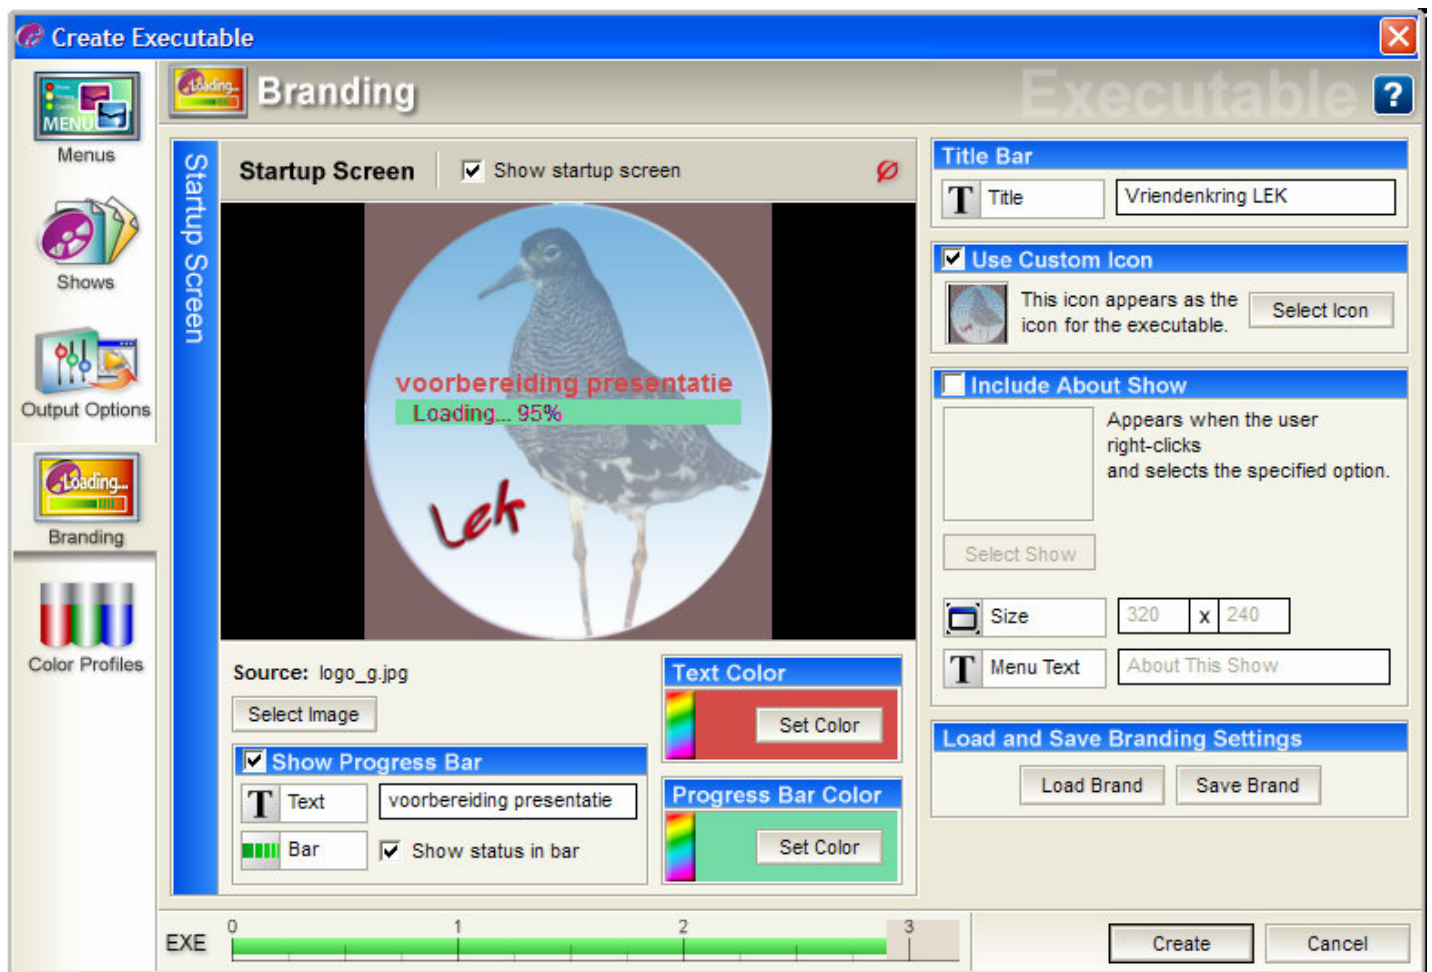 Create Executable
Loading...
Branding
Executable
?
MENU
Menus
Shows
Output Options
Loading...
Branding
Color Profiles
Startup Screen
Startup Screen
Show startup screen
voorbereiding presentatie
Loading... 95%
Lek
Source: logo_g.jpg
Select Image
Show Progress Bar
T Text
voorbereiding presentatie
Bar
Show status in bar
Text Color
Set Color
Progress Bar Color
Set Color
Title Bar
T Title
Vriendenkring LEK
Use Custom Icon
This icon appears as the
icon for the executable.
Select Icon
Include About Show
Appears when the user
right-clicks
and selects the specified option.
Select Show
Size
320 x 240
T Menu Text
About This Show
Load and Save Branding Settings
Load Brand
Save Brand
EXE
0 1 2 3
Create
Cancel